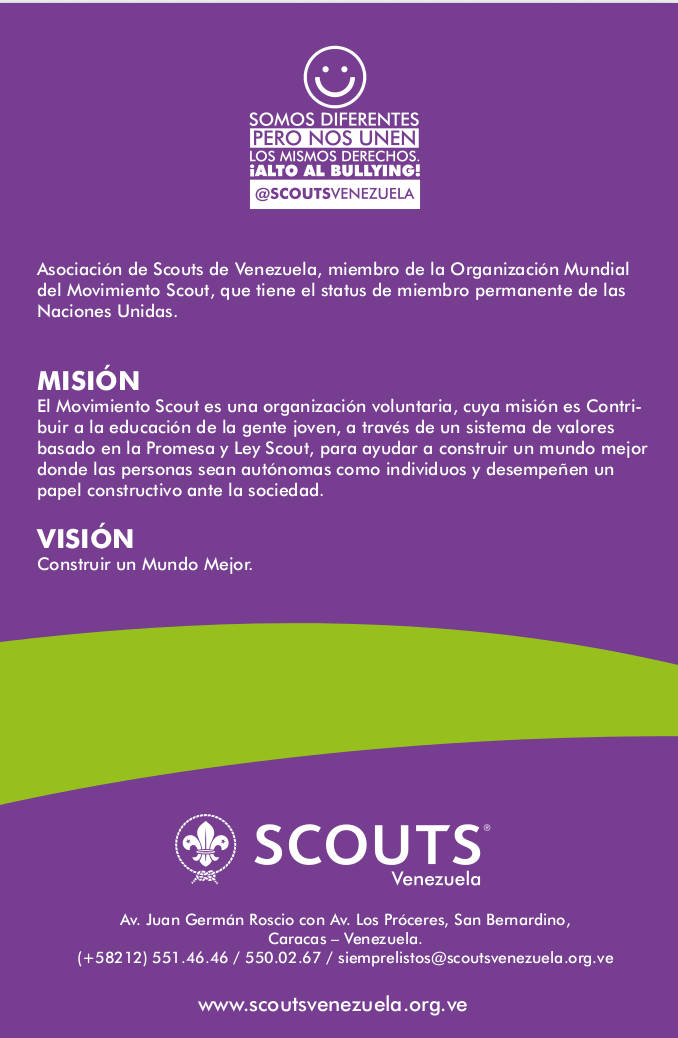 SOMOS DIFERENTES
PERO NOS UNEN
LOS MISMOS DERECHOS.
¡ALTO AL BULLYING!
@SCOUTSVENEZUELA
Asociación de Scouts de Venezuela, miembro de la Organización Mundial
del Movimiento Scout, que tiene el status de miembro permanente de las
Naciones Unidas.
MISIÓN
El Movimiento Scout es una organización voluntaria, cuya misión es Contri-
buir a la educación de la gente joven, a través de un sistema de valores
basado en la Promesa y Ley Scout, para ayudar a construir un mundo mejor
donde las personas sean autónomas como individuos y desempeñen un
papel constructivo ante la sociedad.
VISIÓN
Construir un Mundo Mejor.
SCOUTS®
Venezuela
Av. Juan Germán Roscio con Av. Los Próceres, San Bernardino,
Caracas – Venezuela.
(+58212) 551.46.46 / 550.02.67 / siemprelistos@scoutsvenezuela.org.ve
www.scoutsvenezuela.org.ve